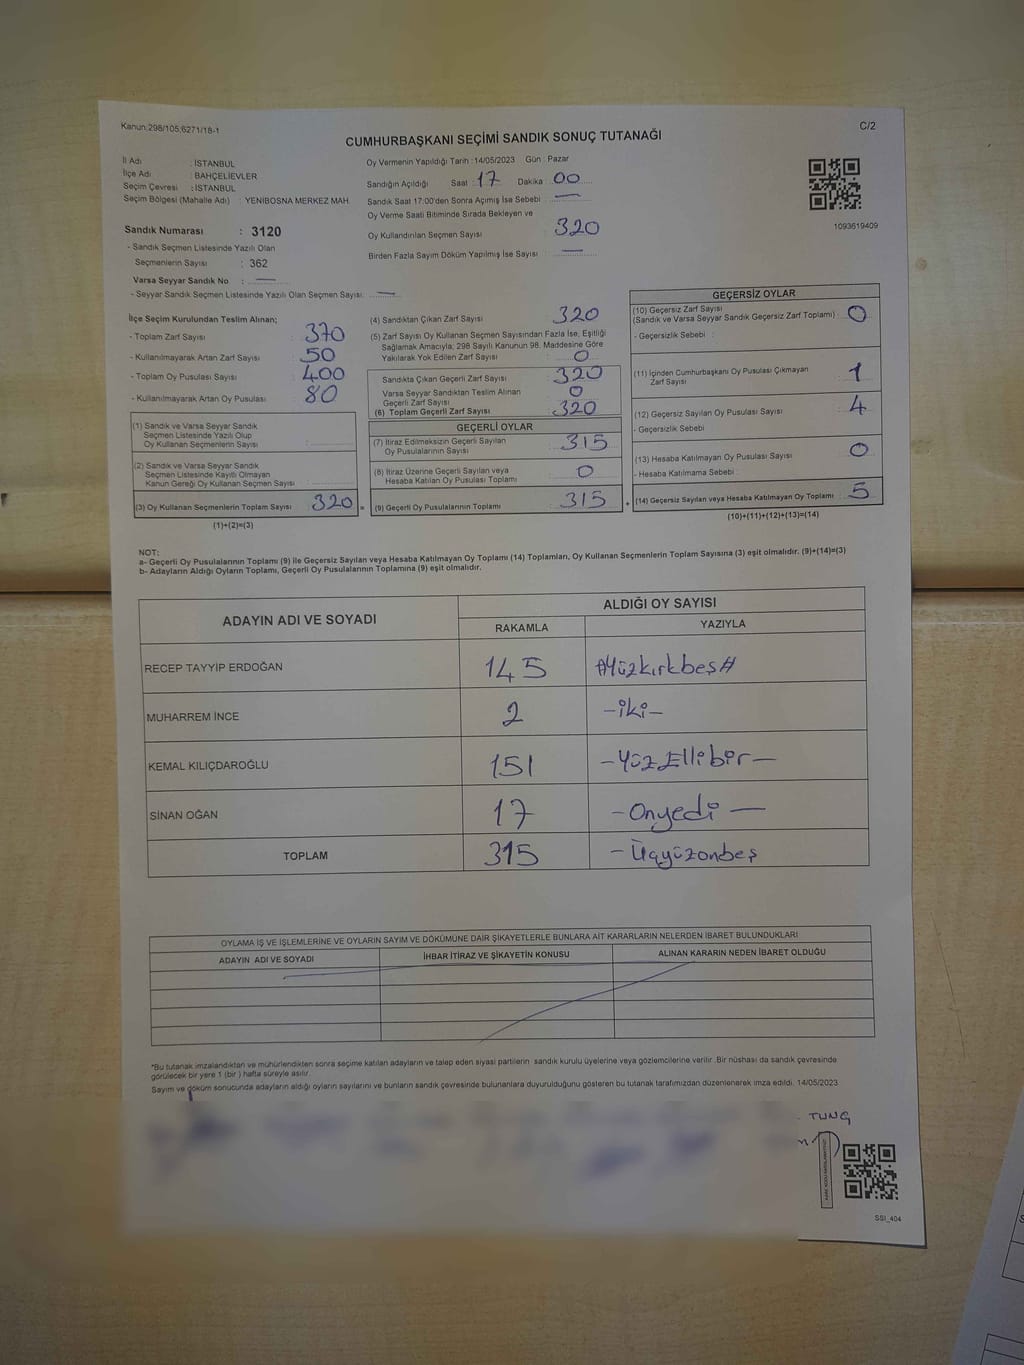 Kanun:298/105;6271/18-1
C/2
CUMHURBAŞKANI SEÇİMİ SANDIK SONUÇ TUTANAĞI
İl Adı : İSTANBUL
İlçe Adı : BAHÇELİEVLER
Seçim Çevresi : İSTANBUL
Seçim Bölgesi (Mahalle Adı) : YENİBOSNA MERKEZ MAH.
Sandık Numarası : 3120
- Sandık Seçmen Listesinde Yazılı Olan
Seçmenlerin Sayısı : 362
Varsa Seyyar Sandık No : —
- Seyyar Sandık Seçmen Listesinde Yazılı Olan Seçmen Sayısı: —
Oy Vermenin Yapıldığı Tarih :14/05/2023 Gün : Pazar
Sandığın Açıldığı Saat : 17 Dakika : 00
Sandık Saat 17:00'den Sonra Açımış İse Sebebi : —
Oy Verme Saati Bitiminde Sırada Bekleyen ve
Oy Kullandırılan Seçmen Sayısı : 320
Birden Fazla Sayım Döküm Yapılmış İse Sayısı : —
1093619409
İlçe Seçim Kurulundan Teslim Alınan;
- Toplam Zarf Sayısı : 370
- Kullanılmayarak Artan Zarf Sayısı : 50
- Toplam Oy Pusulası Sayısı : 400
- Kullanılmayarak Artan Oy Pusulası : 80
(1) Sandık ve Varsa Seyyar Sandık
Seçmen Listesinde Yazılı Olup
Oy Kullanan Seçmenlerin Sayısı :
(2) Sandık ve Varsa Seyyar Sandık
Seçmen Listesinde Kayıtlı Olmayan
Kanun Gereği Oy Kullanan Seçmen Sayısı :
(3) Oy Kullanan Seçmenlerin Toplam Sayısı : 320 =
(1)+(2)=(3)
(4) Sandıktan Çıkan Zarf Sayısı : 320
(5) Zarf Sayısı Oy Kullanan Seçmen Sayısından Fazla İse, Eşitliği
Sağlamak Amacıyla; 298 Sayılı Kanunun 98. Maddesine Göre
Yakılarak Yok Edilen Zarf Sayısı : 0
Sandıkta Çıkan Geçerli Zarf Sayısı : 320
Varsa Seyyar Sandıktan Teslim Alınan
Geçerli Zarf Sayısı : 0
(6) Toplam Geçerli Zarf Sayısı : 320
GEÇERLİ OYLAR
(7) İtiraz Edilmeksizin Geçerli Sayılan
Oy Pusulalarının Sayısı : 315
(8) İtiraz Üzerine Geçerli Sayılan veya
Hesaba Katılan Oy Pusulası Toplamı : 0
(9) Geçerli Oy Pusulalarının Toplamı : 315 +
GEÇERSİZ OYLAR
(10) Geçersiz Zarf Sayısı
(Sandık ve Varsa Seyyar Sandık Geçersiz Zarf Toplamı) : 0
- Geçersizlik Sebebi :
(11) İçinden Cumhurbaşkanı Oy Pusulası Çıkmayan
Zarf Sayısı : 1
(12) Geçersiz Sayılan Oy Pusulası Sayısı : 4
- Geçersizlik Sebebi
(13) Hesaba Katılmayan Oy Pusulası Sayısı : 0
- Hesaba Katılmama Sebebi :
(14) Geçersiz Sayılan veya Hesaba Katılmayan Oy Toplamı : 5
(10)+(11)+(12)+(13)=(14)
NOT:
a- Geçerli Oy Pusulalarının Toplamı (9) ile Geçersiz Sayılan veya Hesaba Katılmayan Oy Toplamı (14) Toplamları, Oy Kullanan Seçmenlerin Toplam Sayısına (3) eşit olmalıdır. (9)+(14)=(3)
b- Adayların Aldığı Oyların Toplamı, Geçerli Oy Pusulalarının Toplamına (9) eşit olmalıdır.
ADAYIN ADI VE SOYADI
ALDIĞI OY SAYISI
RAKAMLA YAZIYLA
RECEP TAYYİP ERDOĞAN 145 #Yüzkırkbeş#
MUHARREM İNCE 2 -iki-
KEMAL KILIÇDAROĞLU 151 -YüzEllibir-
SİNAN OĞAN 17 -Onyedi-
TOPLAM 315 -Üçyüzonbeş
OYLAMA İŞ VE İŞLEMLERİNE VE OYLARIN SAYIM VE DÖKÜMÜNE DAİR ŞİKAYETLERLE BUNLARA AİT KARARLARIN NELERDEN İBARET BULUNDUKLARI
ADAYIN ADI VE SOYADI İHBAR İTİRAZ VE ŞİKAYETİN KONUSU ALINAN KARARIN NEDEN İBARET OLDUĞU
*Bu tutanak imzalandıktan ve mühürlendikten sonra seçime katılan adayların ve talep eden siyasi partilerin sandık kurulu üyelerine veya gözlemcilerine verilir. Bir nüshası da sandık çevresinde
görülecek bir yere 1 (bir) hafta süreyle asılır.
Sayım ve döküm sonucunda adayların aldığı oyların sayılarını ve bunların sandık çevresinde bulunanlara duyurulduğunu gösteren bu tutanak tarafımızdan düzenlenerek imza edildi. 14/05/2023
TUNG
SSI_404